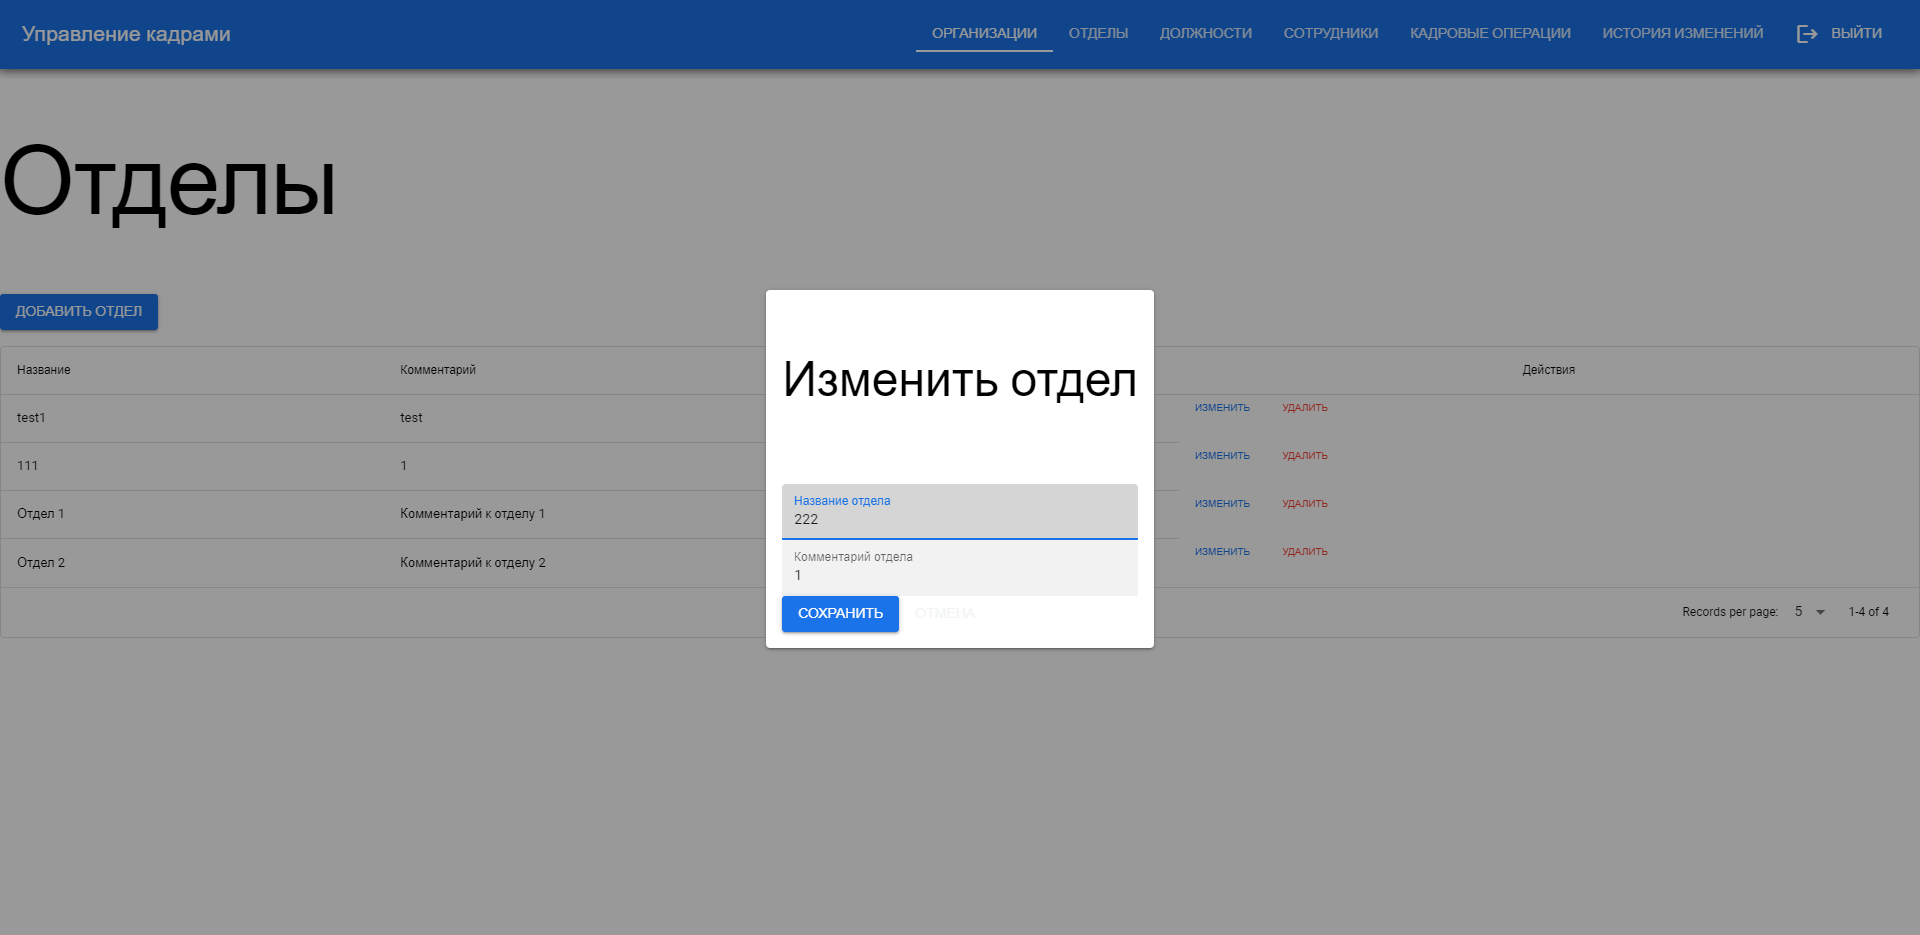 Управление кадрами
ОРГАНИЗАЦИИ ОТДЕЛЫ ДОЛЖНОСТИ СОТРУДНИКИ КАДРОВЫЕ ОПЕРАЦИИ ИСТОРИЯ ИЗМЕНЕНИЙ ВЫЙТИ
Отделы
ДОБАВИТЬ ОТДЕЛ
Название Комментарий Действия
test1 test ИЗМЕНИТЬ УДАЛИТЬ
111 1 ИЗМЕНИТЬ УДАЛИТЬ
Отдел 1 Комментарий к отделу 1 ИЗМЕНИТЬ УДАЛИТЬ
Отдел 2 Комментарий к отделу 2 ИЗМЕНИТЬ УДАЛИТЬ
Records per page: 5 1-4 of 4
Изменить отдел
Название отдела
222
Комментарий отдела
1
СОХРАНИТЬ ОТМЕНА